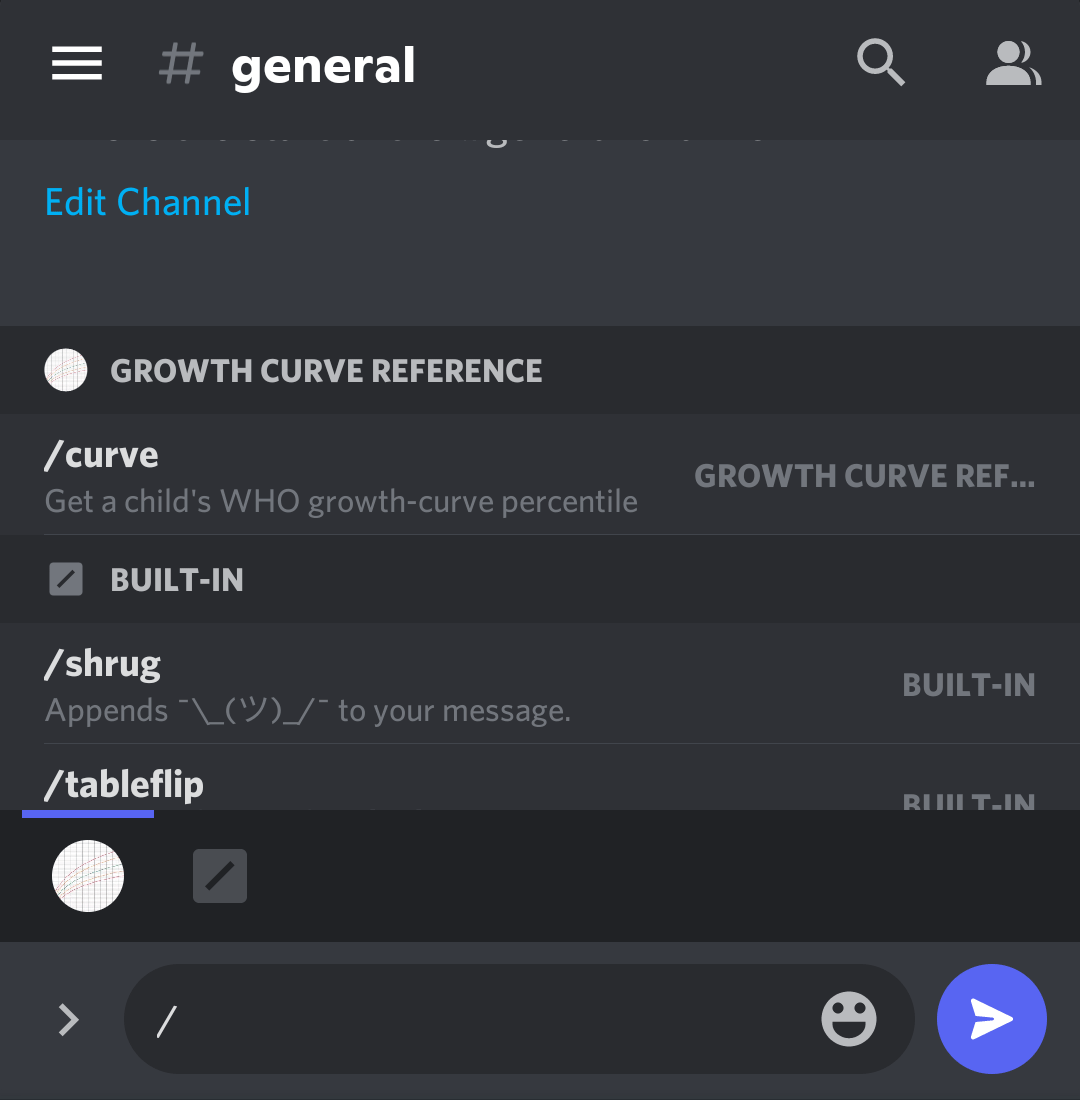 # general
Edit Channel
GROWTH CURVE REFERENCE
/curve
Get a child's WHO growth-curve percentile
GROWTH CURVE REF...
BUILT-IN
/shrug
Appends ¯\_(ツ)_/¯ to your message.
BUILT-IN
/tableflip
BUILT-IN
/